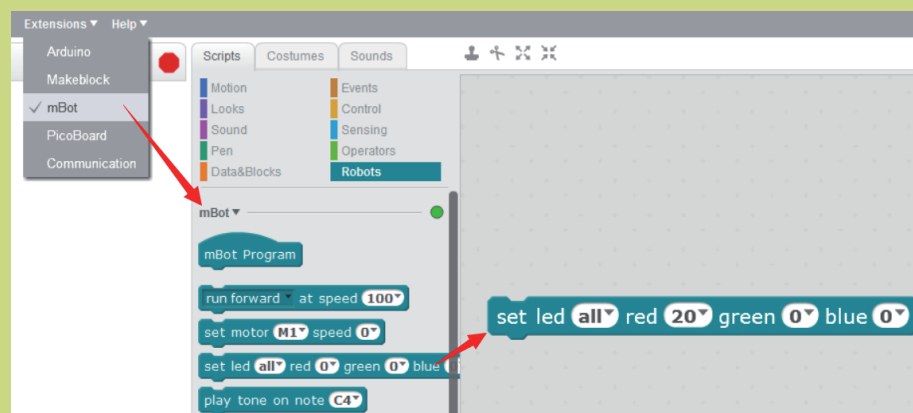 Extensions Help
Arduino
Makeblock
mBot
PicoBoard
Communication
Scripts Costumes Sounds
Motion Events
Looks Control
Sound Sensing
Pen Operators
Data&Blocks Robots
mBot
mBot Program
run forward at speed 100
set motor M1 speed 0
set led all red 0 green 0 blue
play tone on note C4
set led all red 20 green 0 blue 0